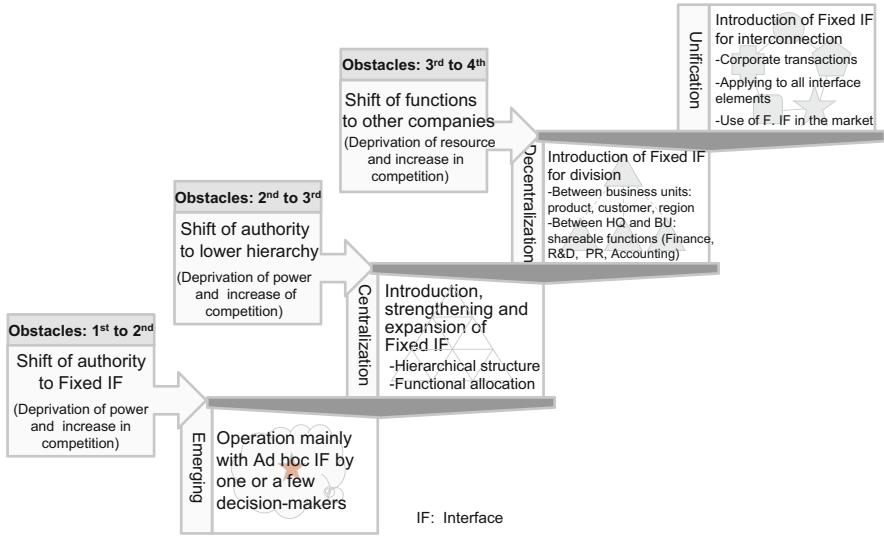 Unification
Introduction of Fixed IF
for interconnection
-Corporate transactions
-Applying to all interface
elements
-Use of F. IF in the market
Obstacles: 3rd to 4th
Shift of functions
to other companies
(Deprivation of resource
and increase in
competition)
Decentralization
Introduction of Fixed IF
for division
-Between business units:
product, customer, region
-Between HQ and BU:
shareable functions (Finance,
R&D, PR, Accounting)
Obstacles: 2nd to 3rd
Shift of authority
to lower hierarchy
(Deprivation of power
and increase of
competition)
Centralization
Introduction,
strengthening and
expansion of
Fixed IF
-Hierarchical structure
-Functional allocation
Obstacles: 1st to 2nd
Shift of authority
to Fixed IF
(Deprivation of power
and increase in
competition)
Emerging
Operation mainly
with Ad hoc IF by
one or a few
decision-makers
IF: Interface